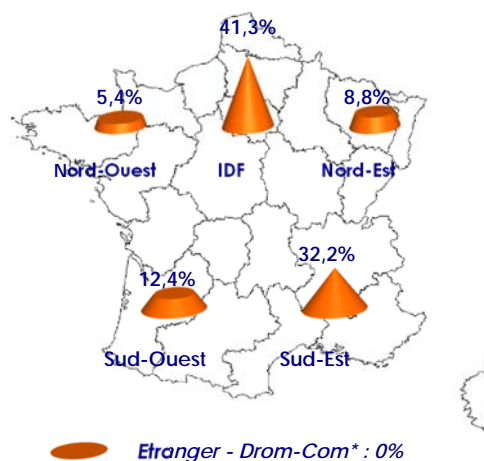 41,3%
5,4%
8,8%
Nord-Ouest
IDF
Nord-Est
32,2%
12,4%
Sud-Ouest
Sud-Est
Etranger - Drom-Com* : 0%